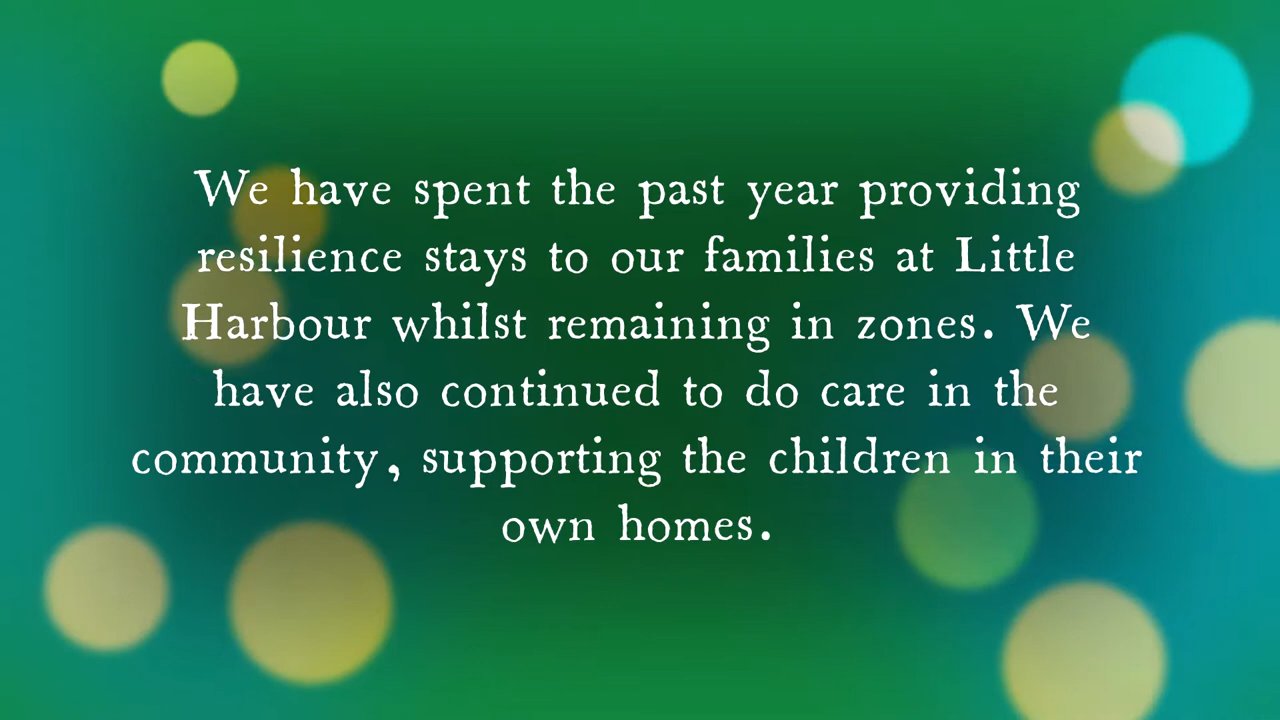 We have spent the past year providing
resilience stays to our families at Little
Harbour whilst remaining in zones. We
have also continued to do care in the
community, supporting the children in their
own homes.